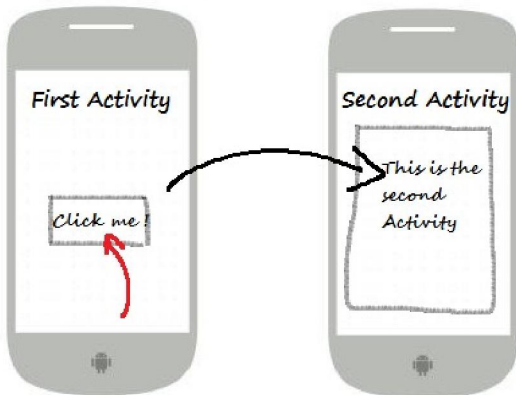 First Activity
Click me!
Second Activity
This is the
second
Activity